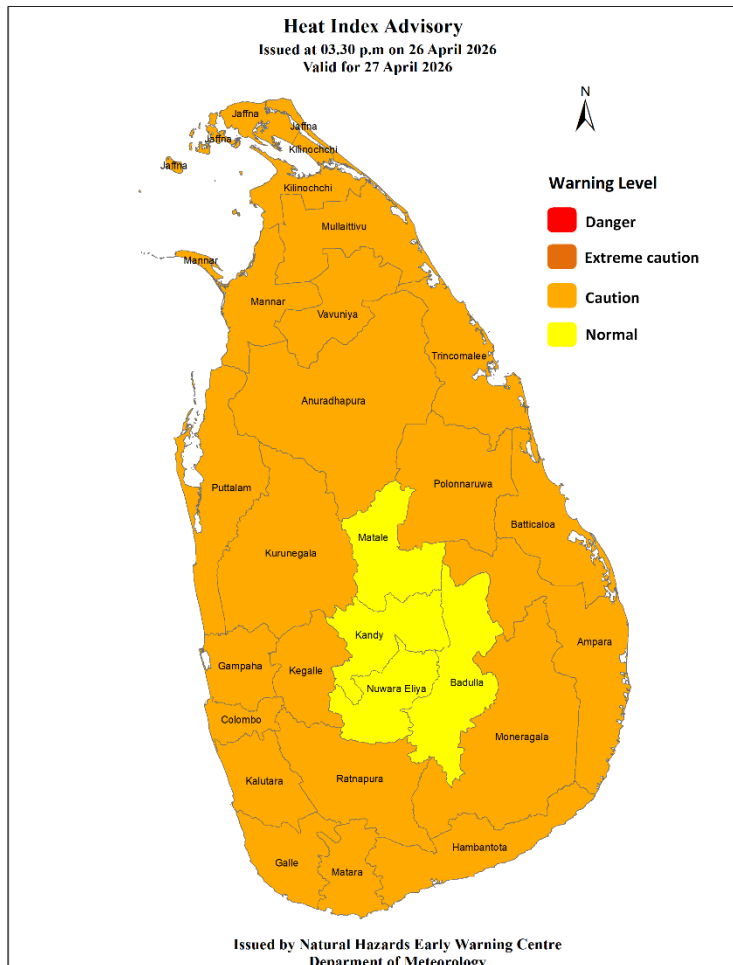 Heat Index Advisory
Issued at 03.30 p.m on 26 April 2026
Valid for 27 April 2026
N
Warning Level
Danger
Extreme caution
Caution
Normal
Jaffna
Jaffna
Jaffna
Kilinochchi
Jaffna
Kilinochchi
Mullaittivu
Mannar
Mannar
Vavuniya
Trincomalee
Anuradhapura
Polonnaruwa
Puttalam
Batticaloa
Matale
Kurunegala
Kandy
Ampara
Gampaha
Kegalle
Nuwara Eliya
Badulla
Colombo
Moneragala
Kalutara
Ratnapura
Hambantota
Galle
Matara
Issued by Natural Hazards Early Warning Centre
Deparment of Meteorology